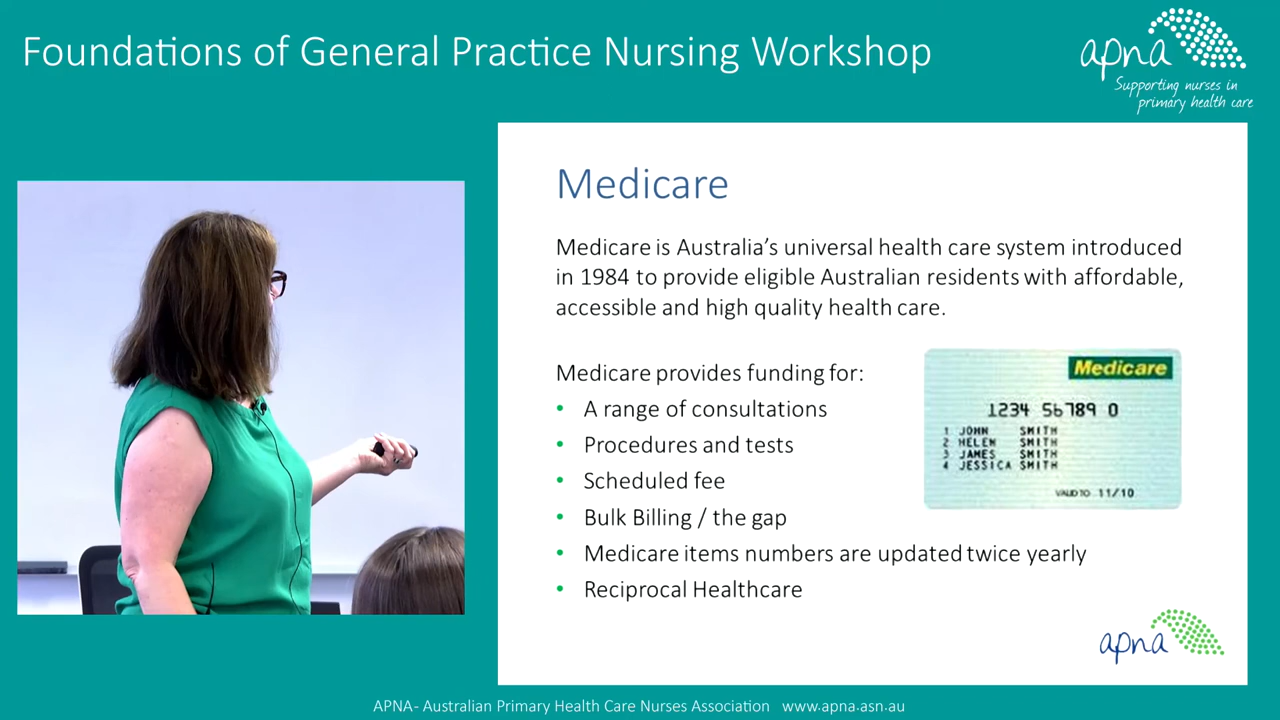 Foundations of General Practice Nursing Workshop
apna
Supporting nurses in
primary health care
Medicare
Medicare is Australia's universal health care system introduced
in 1984 to provide eligible Australian residents with affordable,
accessible and high quality health care.
Medicare provides funding for:
• A range of consultations
• Procedures and tests
• Scheduled fee
• Bulk Billing / the gap
• Medicare items numbers are updated twice yearly
• Reciprocal Healthcare
Medicare
1234 56789 0
1 JOHN SMITH
2 HELEN SMITH
3 JAMES SMITH
4 JESSICA SMITH
VALID TO 11/10
apna
APNA- Australian Primary Health Care Nurses Association www.apna.asn.au